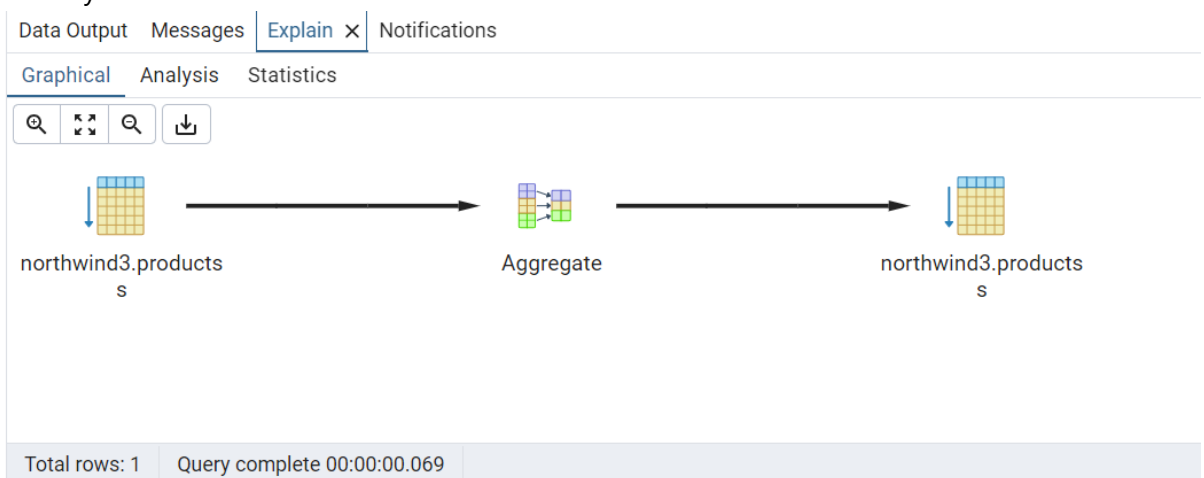 Data Output Messages Explain × Notifications
Graphical Analysis Statistics
northwind3.products
s
Aggregate
northwind3.products
s
Total rows: 1 Query complete 00:00:00.069